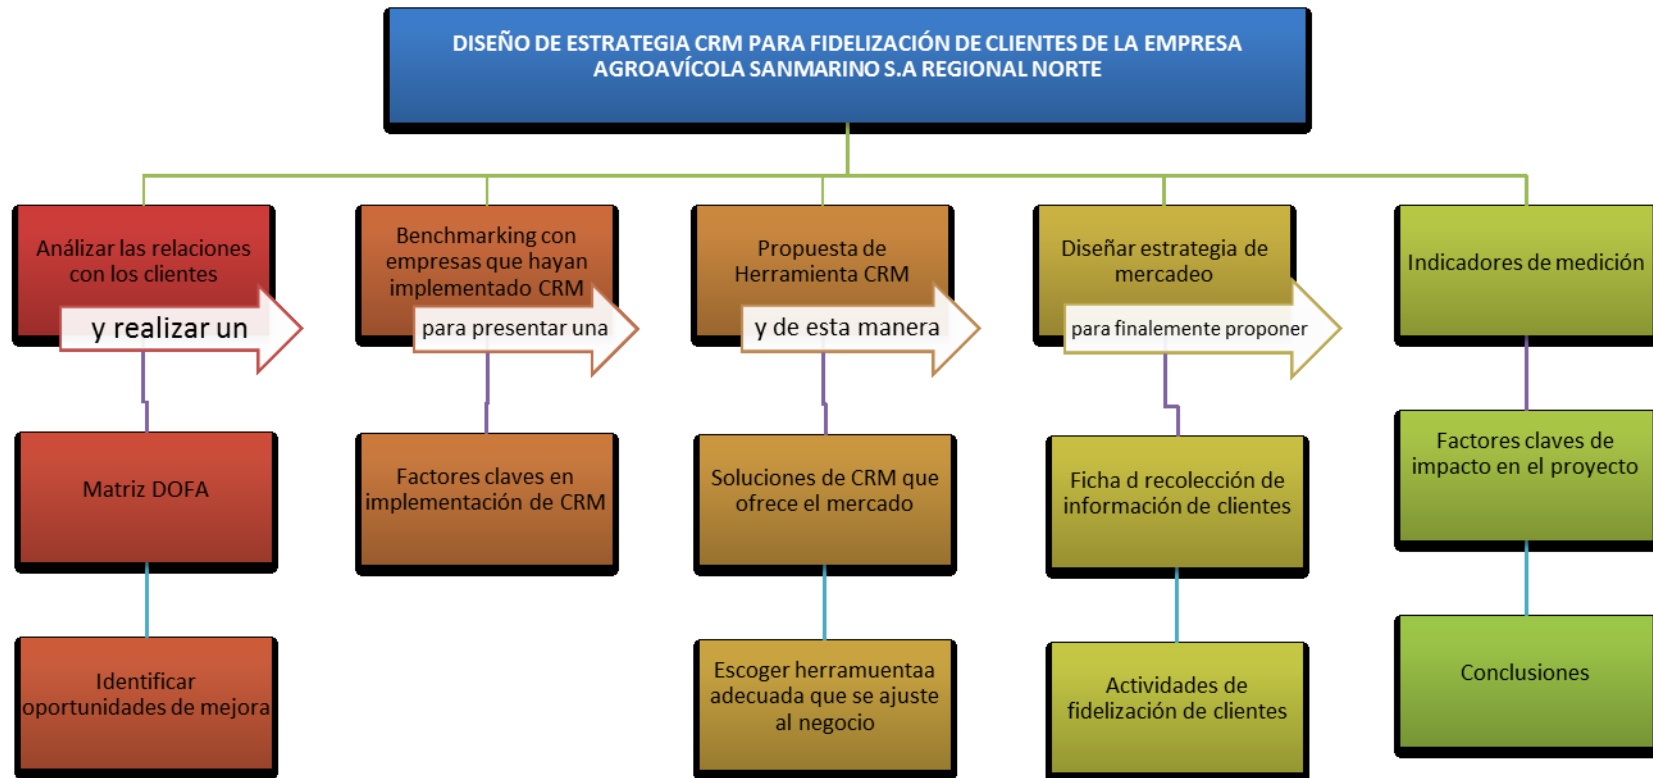 DISEÑO DE ESTRATEGIA CRM PARA FIDELIZACIÓN DE CLIENTES DE LA EMPRESA
AGROAVÍCOLA SANMARINO S.A REGIONAL NORTE
Análizar las relaciones
con los clientes
y realizar un
Benchmarking con
empresas que hayan
implementado CRM
para presentar una
Propuesta de
Herramienta CRM
y de esta manera
Diseñar estrategia de
mercadeo
para finalemente proponer
Indicadores de medición
Matriz DOFA
Factores claves en
implementación de CRM
Soluciones de CRM que
ofrece el mercado
Ficha d recolección de
información de clientes
Factores claves de
impacto en el proyecto
Identificar
oportunidades de mejora
Escoger herramuentaa
adecuada que se ajuste
al negocio
Actividades de
fidelización de clientes
Conclusiones